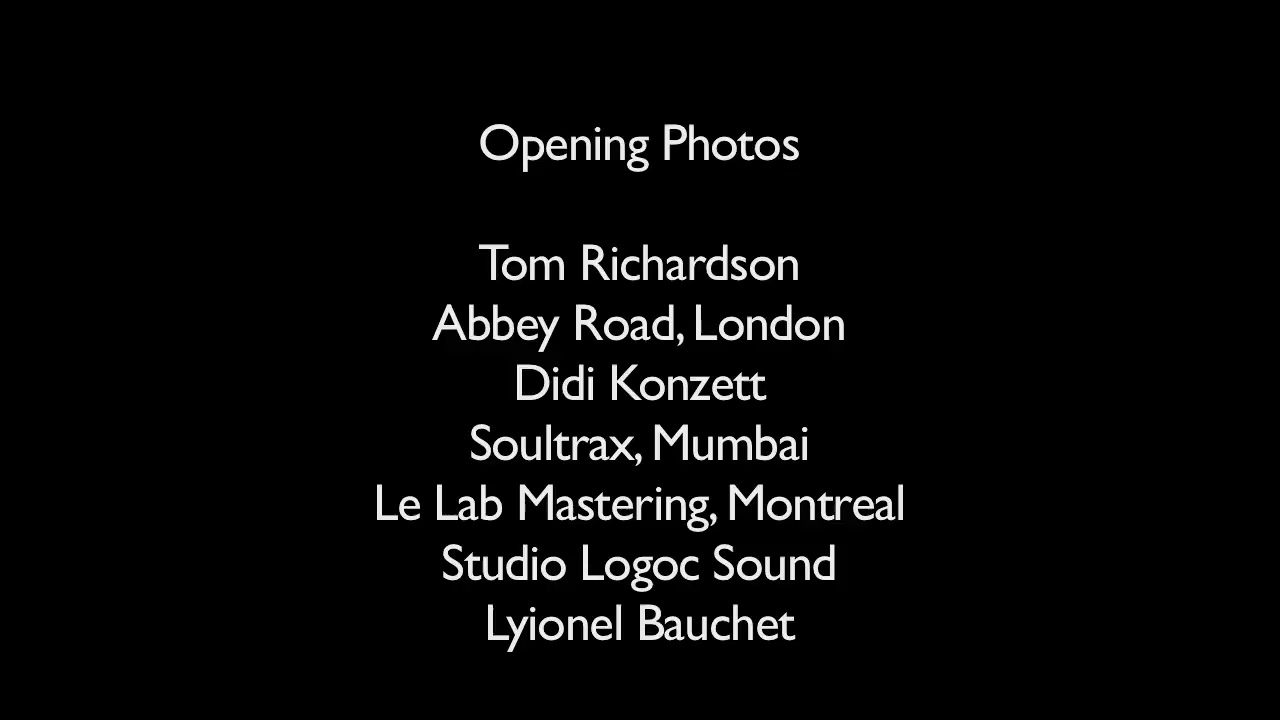 Opening Photos
Tom Richardson
Abbey Road, London
Didi Konzett
Soultrax, Mumbai
Le Lab Mastering, Montreal
Studio Logoc Sound
Lyionel Bauchet